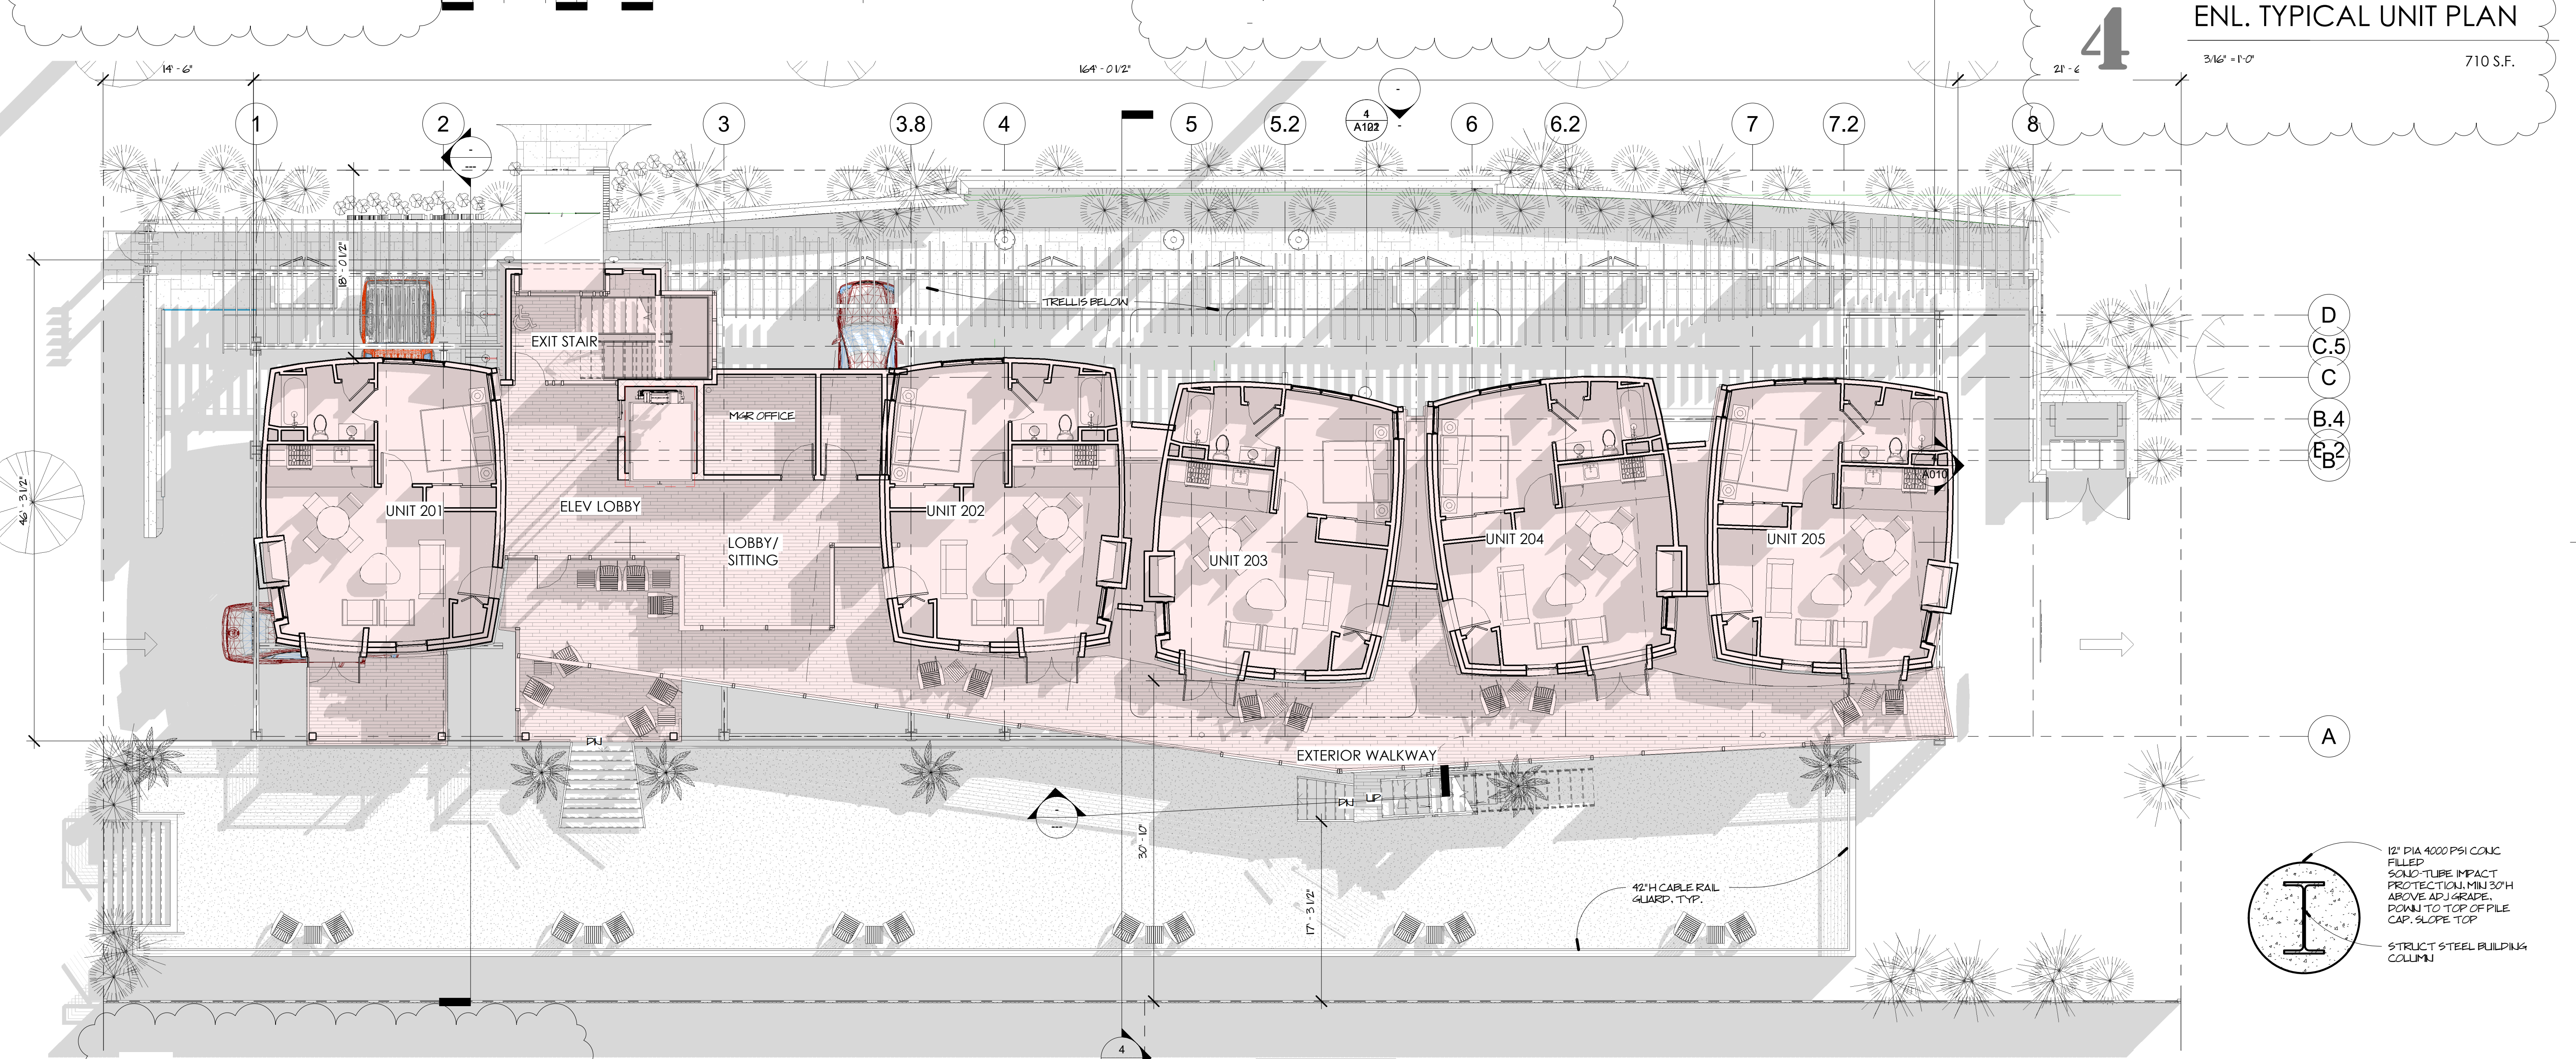 4
ENL. TYPICAL UNIT PLAN
3/16" = 1'-0"
710 S.F.
14' - 6"
164' - 0 1/2"
1
2
3
3.8
4
5
5.2
4
6
6.2
7
7.2
8
18' - 0 1/2"
46' - 3 1/2"
TRELLIS BELOW
EXIT STAIR
MGR OFFICE
ELEV LOBBY
LOBBY/
SITTING
UNIT 201
UNIT 202
UNIT 203
UNIT 204
UNIT 205
A010
D
C.5
C
B.4
B
A
DN
EXTERIOR WALKWAY
DN
UP
30' - 10"
17' - 3 1/2"
42"H CABLE RAIL
GUARD, TYP.
12" DIA 4000 PSI CONC
FILLED
SONO-TUBE IMPACT
PROTECTION, MIN 30"H
ABOVE ADJ GRADE,
DOWN TO TOP OF PILE
CAP. SLOPE TOP
STRUCT STEEL BUILDING
COLUMN
4